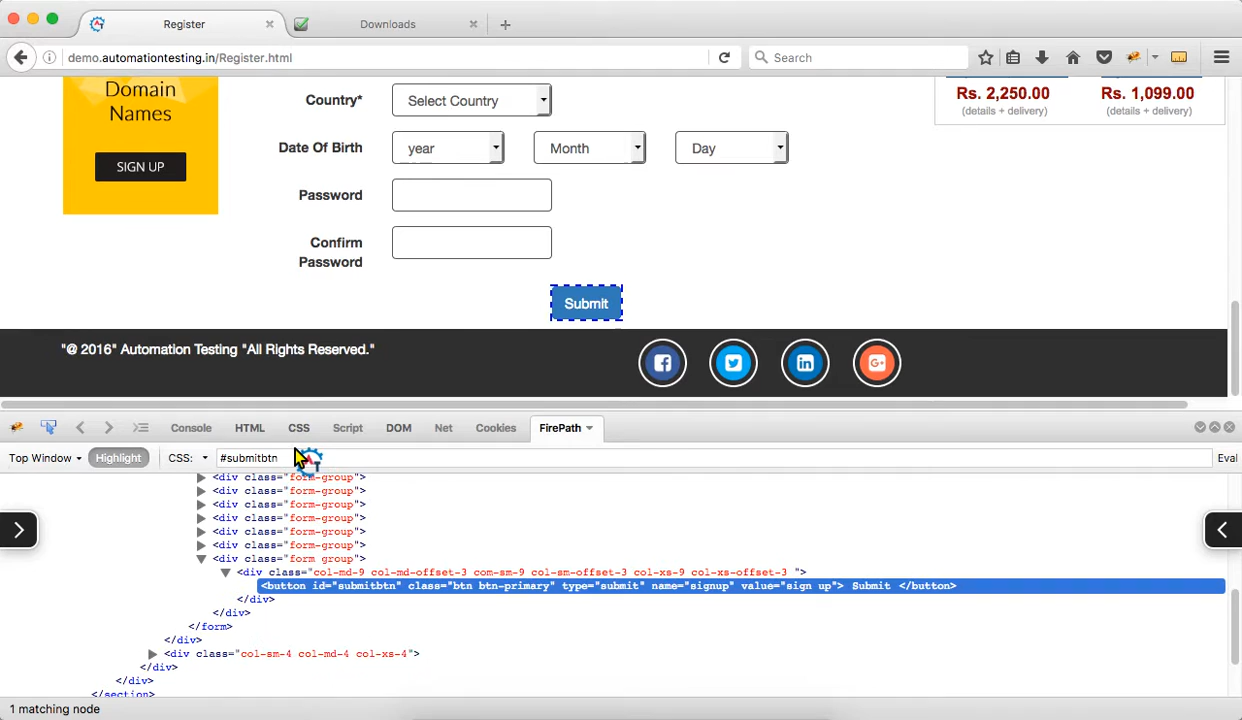 Register
Downloads
demo.automationtesting.in/Register.html
Search
Domain
Names
SIGN UP
Country*
Select Country
Rs. 2,250.00
Rs. 1,099.00
(details + delivery)
(details + delivery)
Date Of Birth
year
Month
Day
Password
Confirm
Password
Submit
"@ 2016" Automation Testing "All Rights Reserved."
Console HTML CSS Script DOM Net Cookies FirePath
Top Window Highlight CSS: #submitbtn Eval
<div class="form-group">
<div class="form-group">
<div class="form-group">
<div class="form-group">
<div class="form-group">
<div class="form-group">
<div class="form group">
<div class="col-md-9 col-md-offset-3 com-sm-9 col-sm-offset-3 col-xs-9 col-xs-offset-3 ">
<button id="submitbtn" class="btn btn-primary" type="submit" name="signup" value="sign up"> Submit </button>
</div>
</div>
</form>
</div>
<div class="col-sm-4 col-md-4 col-xs-4">
</div>
</div>
</section>
1 matching node